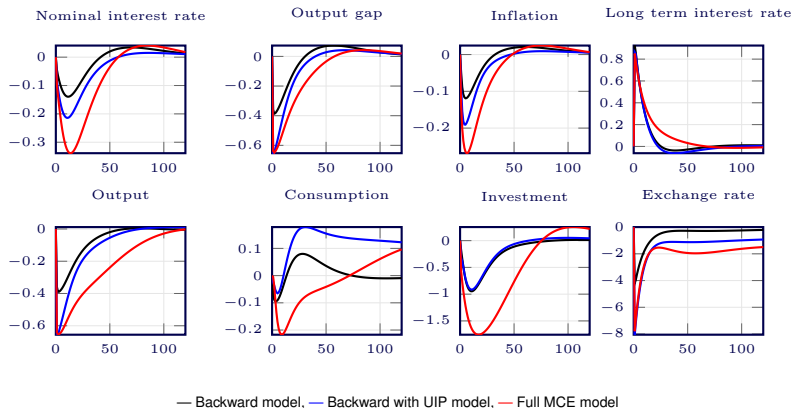 Nominal interest rate
0
−0.1
−0.2
−0.3
0 50 100
Output gap
0
−0.2
−0.4
−0.6
0 50 100
Inflation
0
−0.1
−0.2
0 50 100
Long term interest rate
0.8
0.6
0.4
0.2
0
0 50 100
Output
0
−0.2
−0.4
−0.6
0 50 100
Consumption
0.1
0
−0.1
−0.2
0 50 100
Investment
0
−0.5
−1
−1.5
0 50 100
Exchange rate
0
−2
−4
−6
−8
0 50 100
— Backward model, — Backward with UIP model, — Full MCE model